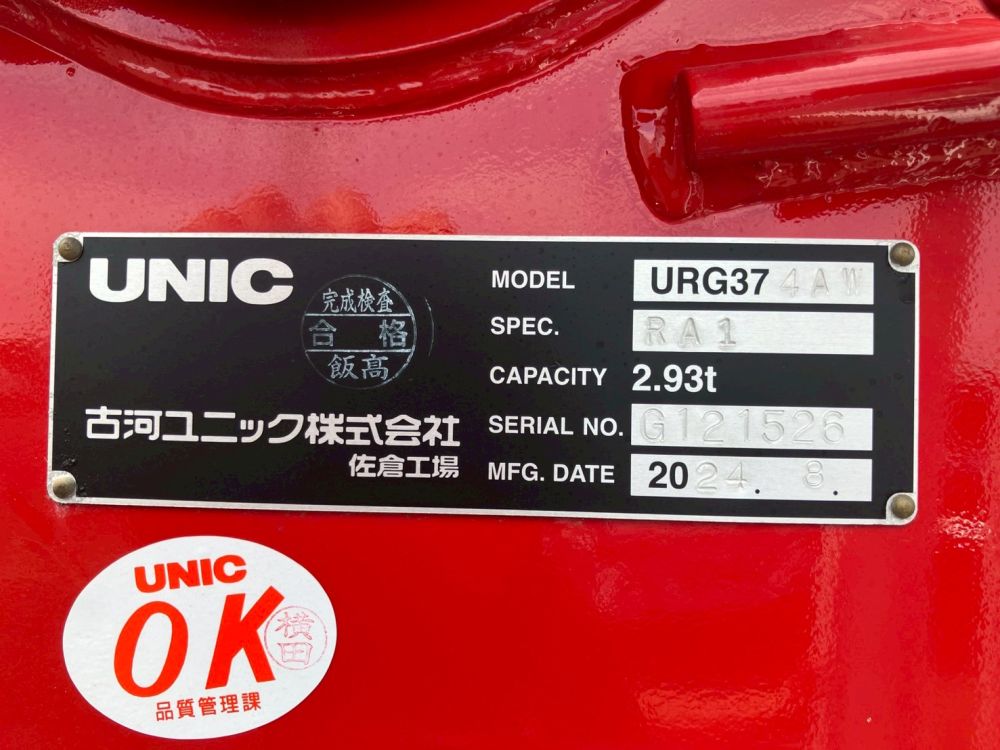 UNIC
完成検査
合格
飯高
古河ユニック株式会社
佐倉工場
MODEL URG374AW
SPEC. RA1
CAPACITY 2.93t
SERIAL NO. G121526
MFG. DATE 2024. 8.
UNIC
OK
横田
品質管理課